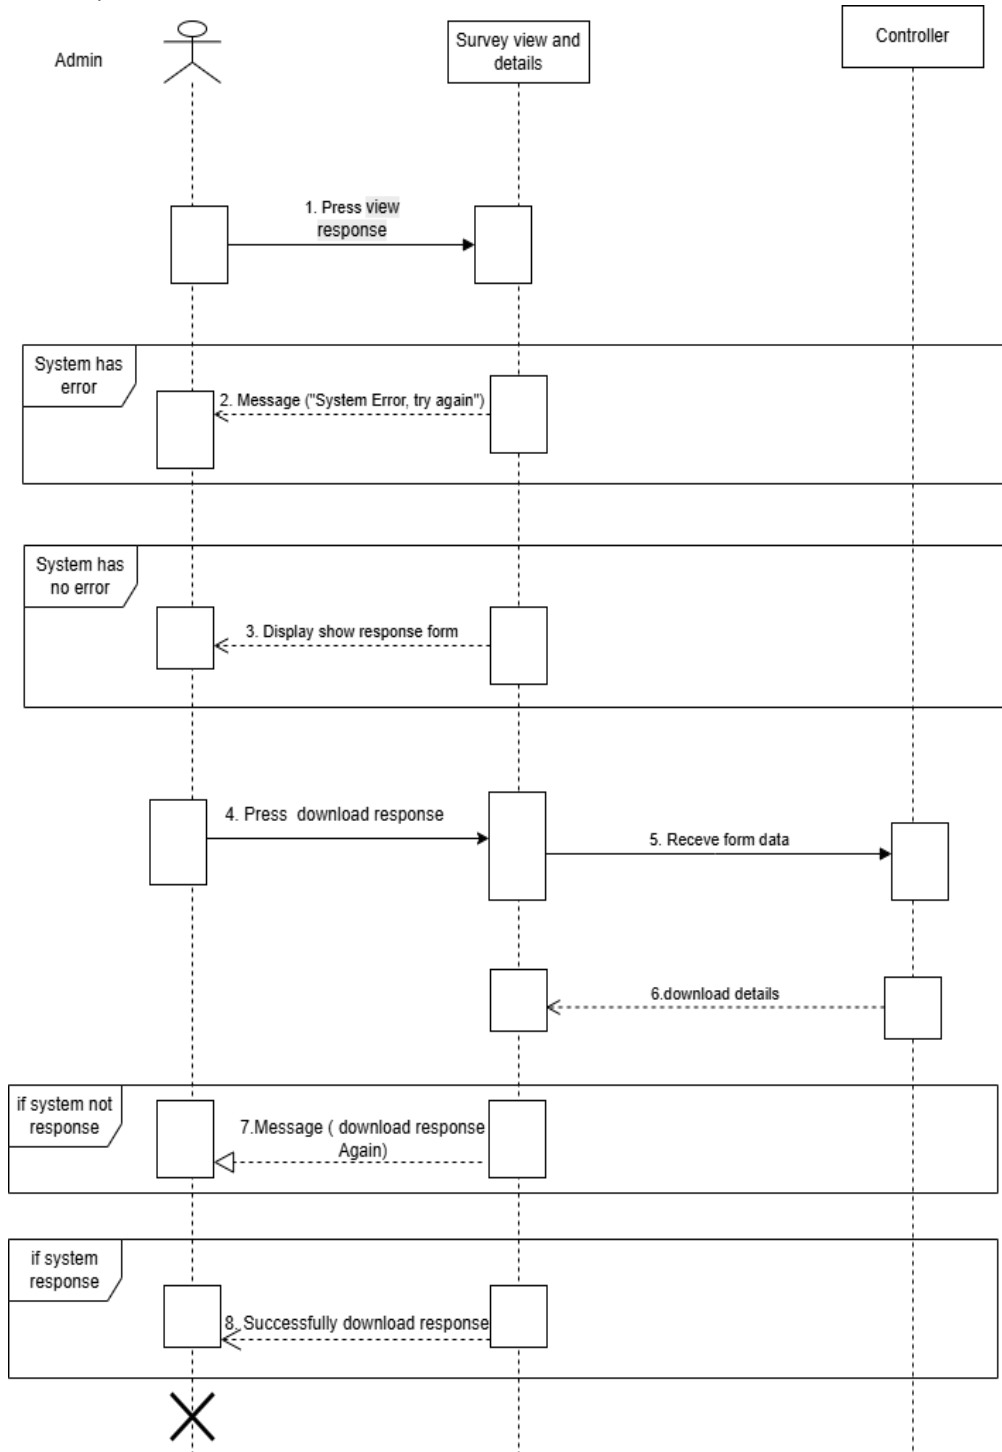 Admin
Survey view and
details
Controller
1. Press view
response
System has
error
2. Message ("System Error, try again")
System has
no error
3. Display show response form
4. Press  download response
5. Receve form data
6.download details
if system not
response
7.Message ( download response
Again)
if system
response
8. Successfully download response